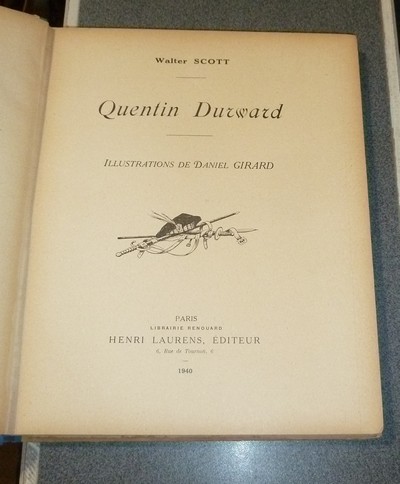 Walter SCOTT
Quentin Durward
ILLUSTRATIONS DE DANIEL GIRARD
PARIS
LIBRAIRIE RENOUARD
HENRI LAURENS, ÉDITEUR
6, Rue de Tournon, 6
1940